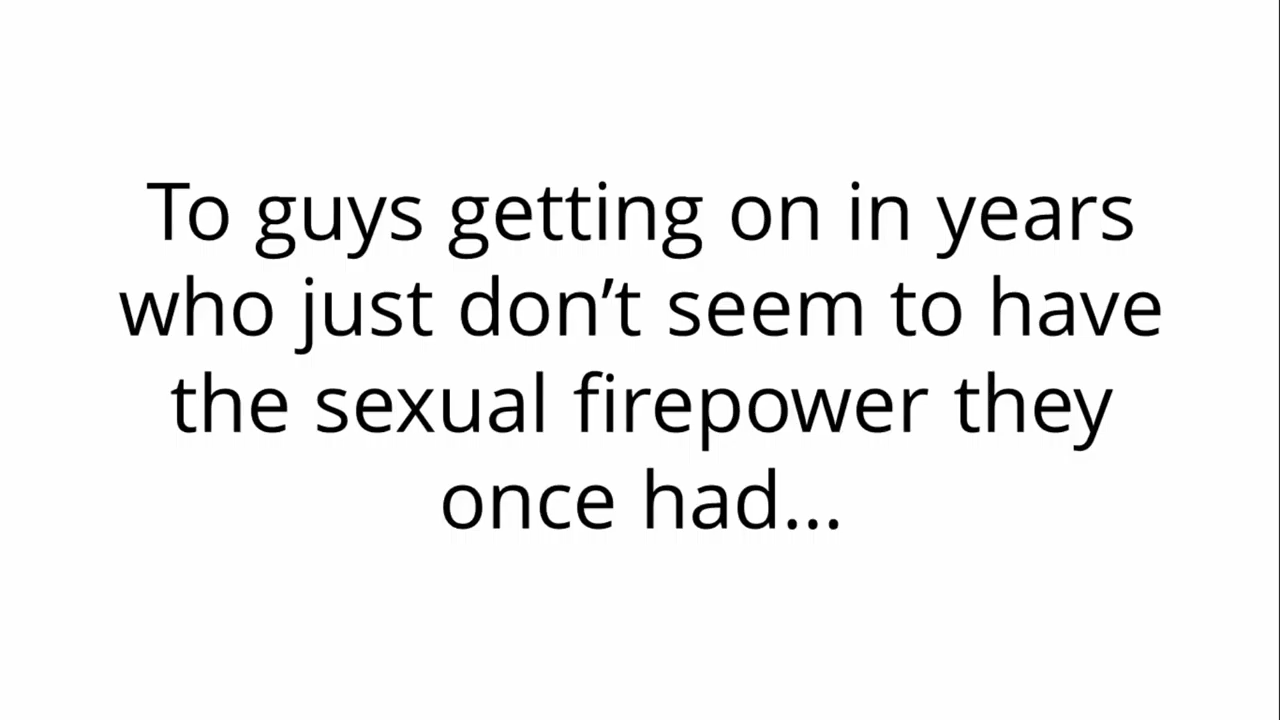 To guys getting on in years
who just don’t seem to have
the sexual firepower they
once had...